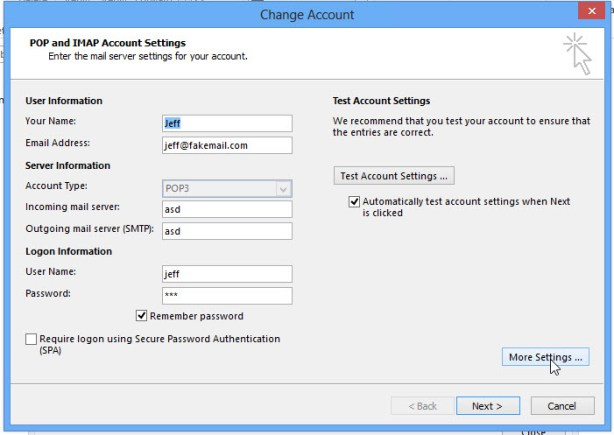 Change Account
POP and IMAP Account Settings
Enter the mail server settings for your account.
User Information
Your Name:
Jeff
Email Address:
jeff@fakemail.com
Server Information
Account Type:
POP3
Incoming mail server:
asd
Outgoing mail server (SMTP):
asd
Logon Information
User Name:
jeff
Password:
***
Remember password
Require logon using Secure Password Authentication
(SPA)
Test Account Settings
We recommend that you test your account to ensure that
the entries are correct.
Test Account Settings ...
Automatically test account settings when Next
is clicked
More Settings ...
< Back
Next >
Cancel
Close